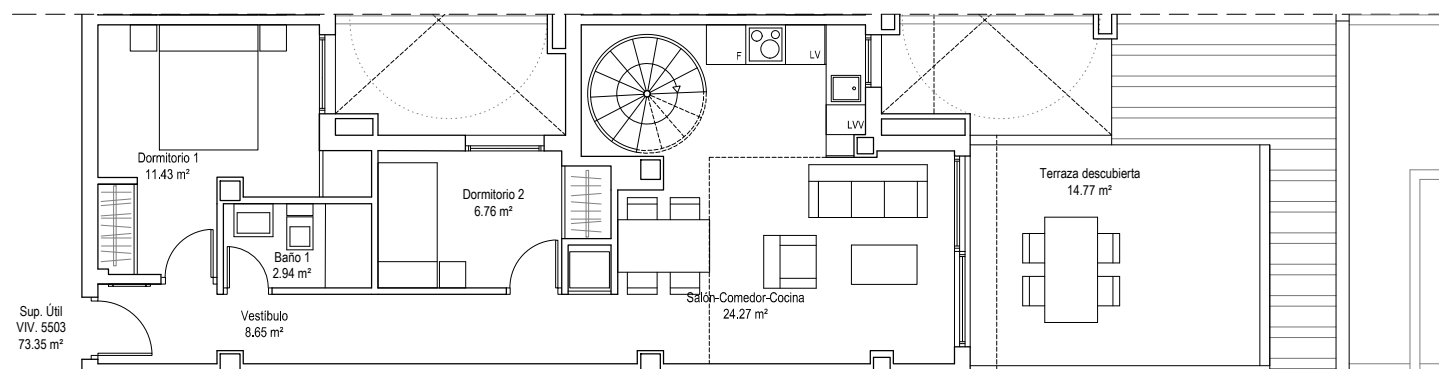 F
LV
LVV
Dormitorio 1
11.43 m²
Dormitorio 2
6.76 m²
Terraza descubierta
14.77 m²
Baño 1
2.94 m²
Salón-Comedor-Cocina
24.27 m²
Vestíbulo
8.65 m²
Sup. Útil
VIV. 5503
73.35 m²